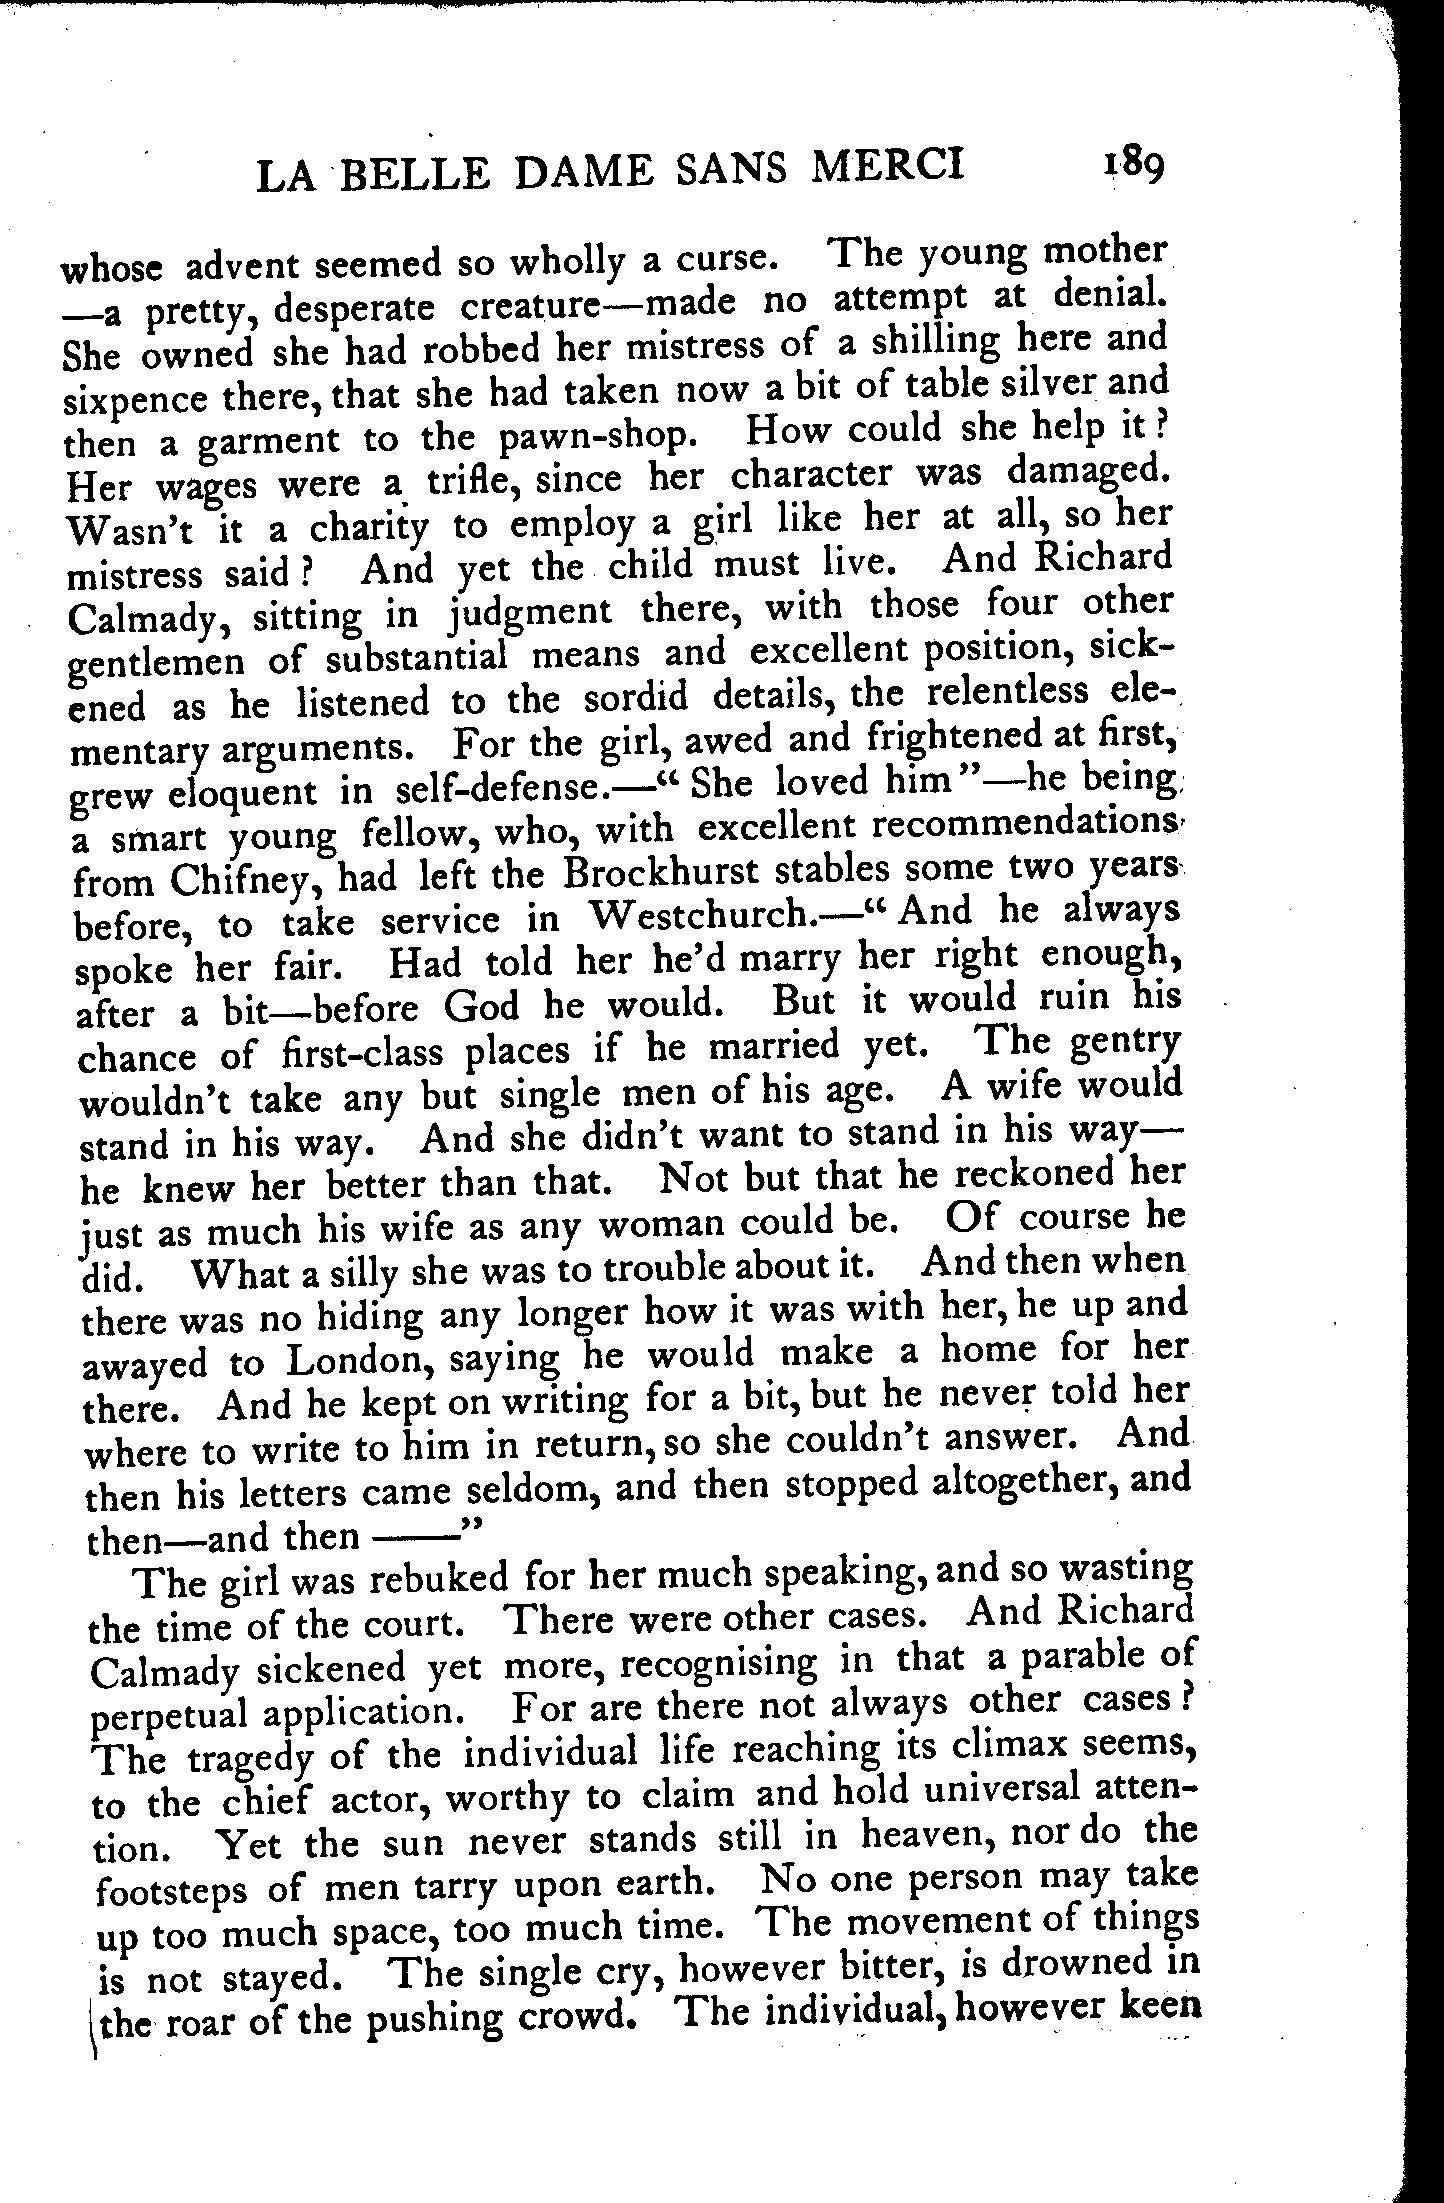 LA BELLE DAME SANS MERCI 189
whose advent seemed so wholly a curse. The young mother
—a pretty, desperate creature—made no attempt at denial.
She owned she had robbed her mistress of a shilling here and
sixpence there, that she had taken now a bit of table silver and
then a garment to the pawn-shop. How could she help it?
Her wages were a trifle, since her character was damaged.
Wasn't it a charity to employ a girl like her at all, so her
mistress said? And yet the child must live. And Richard
Calmady, sitting in judgment there, with those four other
gentlemen of substantial means and excellent position, sick-
ened as he listened to the sordid details, the relentless ele-
mentary arguments. For the girl, awed and frightened at first,
grew eloquent in self-defense.—"She loved him"—he being
a smart young fellow, who, with excellent recommendations
from Chifney, had left the Brockhurst stables some two years
before, to take service in Westchurch.—"And he always
spoke her fair. Had told her he'd marry her right enough,
after a bit—before God he would. But it would ruin his
chance of first-class places if he married yet. The gentry
wouldn't take any but single men of his age. A wife would
stand in his way. And she didn't want to stand in his way—
he knew her better than that. Not but that he reckoned her
just as much his wife as any woman could be. Of course he
did. What a silly she was to trouble about it. And then when
there was no hiding any longer how it was with her, he up and
awayed to London, saying he would make a home for her
there. And he kept on writing for a bit, but he never told her
where to write to him in return, so she couldn't answer. And
then his letters came seldom, and then stopped altogether, and
then—and then ——"
The girl was rebuked for her much speaking, and so wasting
the time of the court. There were other cases. And Richard
Calmady sickened yet more, recognising in that a parable of
perpetual application. For are there not always other cases?
The tragedy of the individual life reaching its climax seems,
to the chief actor, worthy to claim and hold universal atten-
tion. Yet the sun never stands still in heaven, nor do the
footsteps of men tarry upon earth. No one person may take
up too much space, too much time. The movement of things
is not stayed. The single cry, however bitter, is drowned in
the roar of the pushing crowd. The individual, however keen